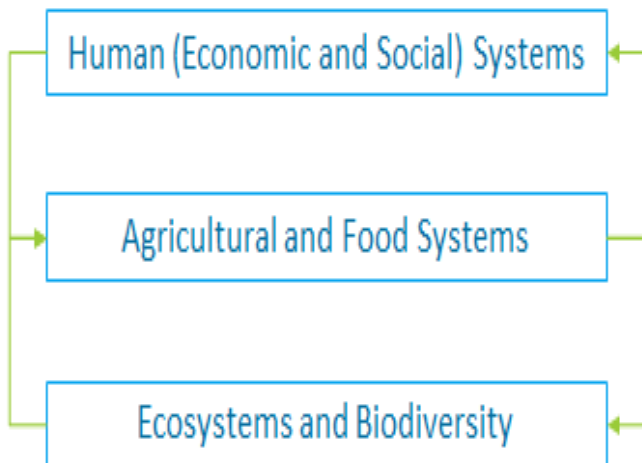 Human (Economic and Social) Systems
Agricultural and Food Systems
Ecosystems and Biodiversity